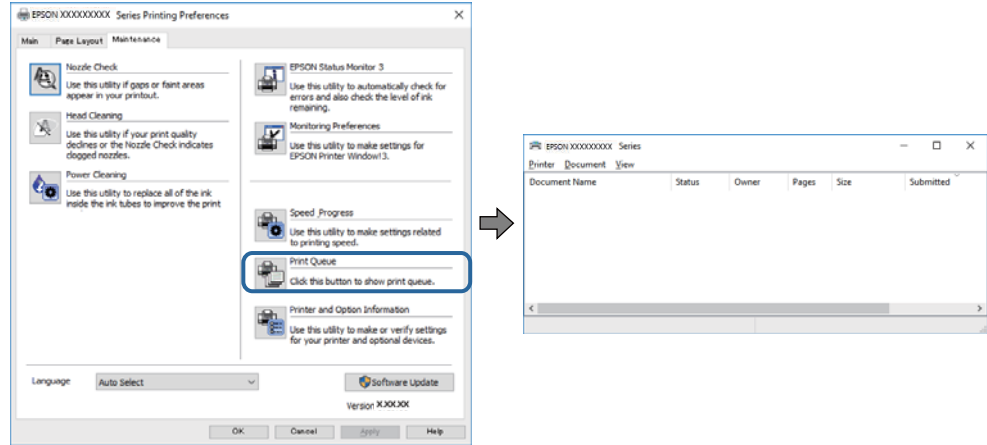 EPSON XXXXXXXXX Series Printing Preferences
Main Page Layout Maintenance
Nozzle Check
Use this utility if gaps or faint areas
appear in your printout.
Head Cleaning
Use this utility if your print quality
declines or the Nozzle Check indicates
clogged nozzles.
Power Cleaning
Use this utility to replace all of the ink
inside the ink tubes to improve the print
EPSON Status Monitor 3
Use this utility to automatically check for
errors and also check the level of ink
remaining.
Monitoring Preferences
Use this utility to make settings for
EPSON Printer Window!3.
Speed Progress
Use this utility to make settings related
to printing speed.
Print Queue
Click this button to show print queue.
Printer and Option Information
Use this utility to make or verify settings
for your printer and optional devices.
Language Auto Select Software Update
Version X.XX.XX
OK Cancel Apply Help
EPSON XXXXXXXXX Series
Printer Document View
Document Name Status Owner Pages Size Submitted